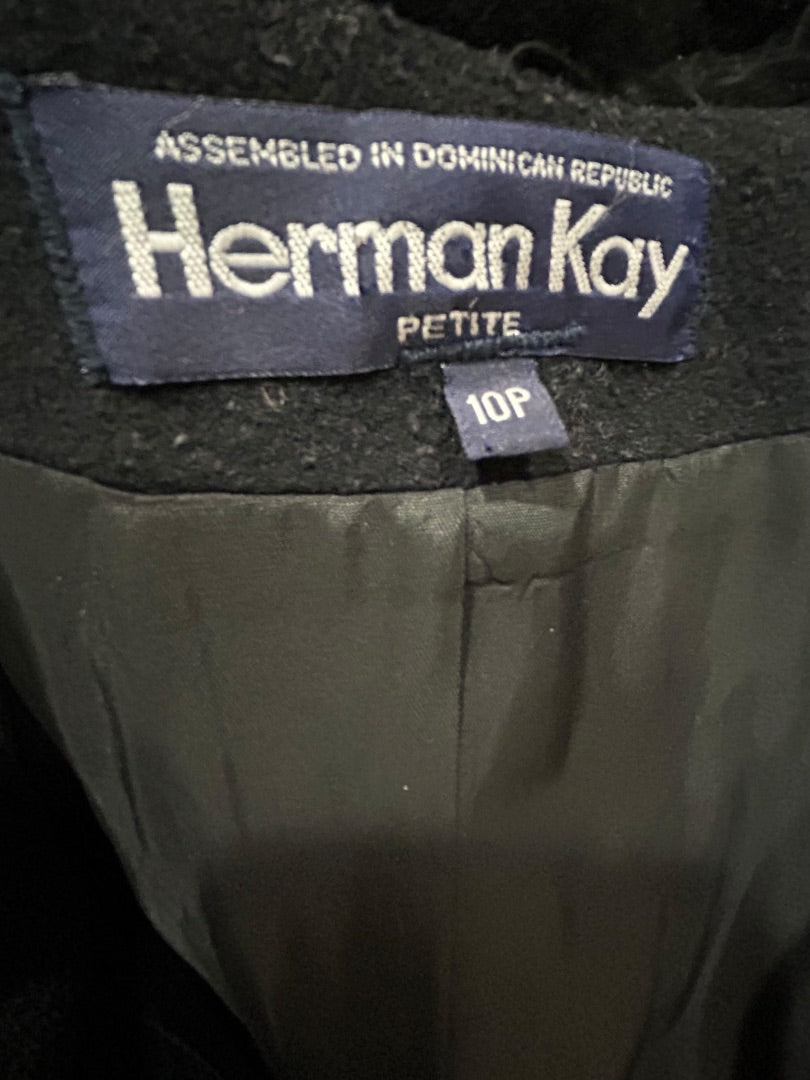 ASSEMBLED IN DOMINICAN REPUBLIC
Herman Kay
PETITE
10P